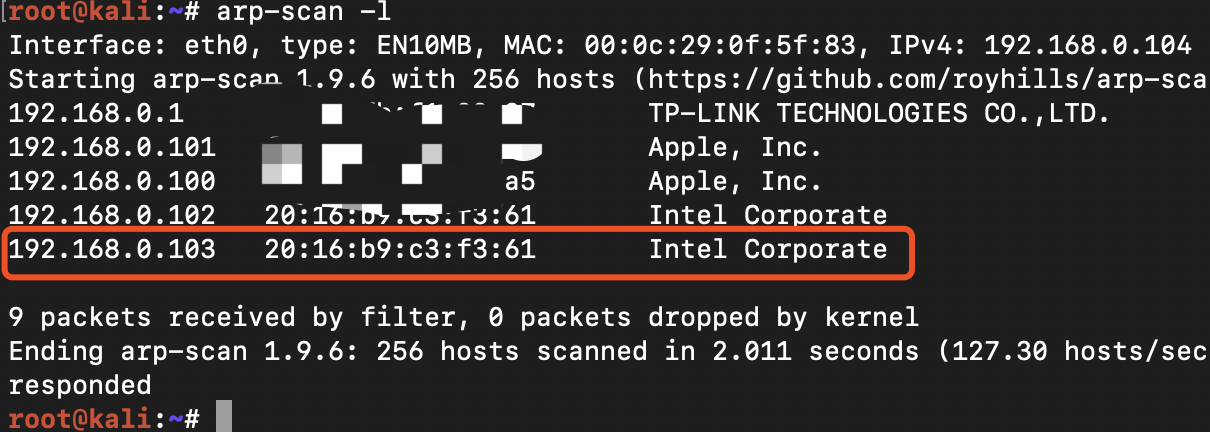 root@kali:~# arp-scan -l
Interface: eth0, type: EN10MB, MAC: 00:0c:29:0f:5f:83, IPv4: 192.168.0.104
Starting arp-scan 1.9.6 with 256 hosts (https://github.com/royhills/arp-sca
192.168.0.1 TP-LINK TECHNOLOGIES CO.,LTD.
192.168.0.101 Apple, Inc.
192.168.0.100 a5 Apple, Inc.
192.168.0.102 20:16:b9:c3:f3:61 Intel Corporate
192.168.0.103 20:16:b9:c3:f3:61 Intel Corporate
9 packets received by filter, 0 packets dropped by kernel
Ending arp-scan 1.9.6: 256 hosts scanned in 2.011 seconds (127.30 hosts/sec
responded
root@kali:~#